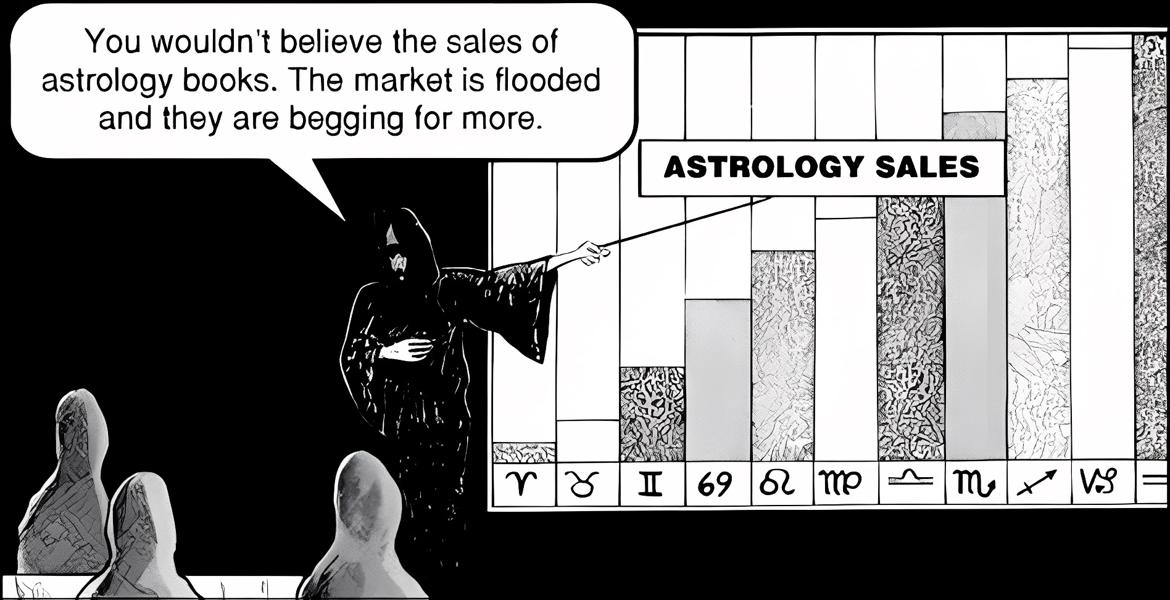 You wouldn't believe the sales of
astrology books. The market is flooded
and they are begging for more.
ASTROLOGY SALES
♈ ♉ ♊ 69 ♌ ♍ ♎ ♏ ♐ ♑